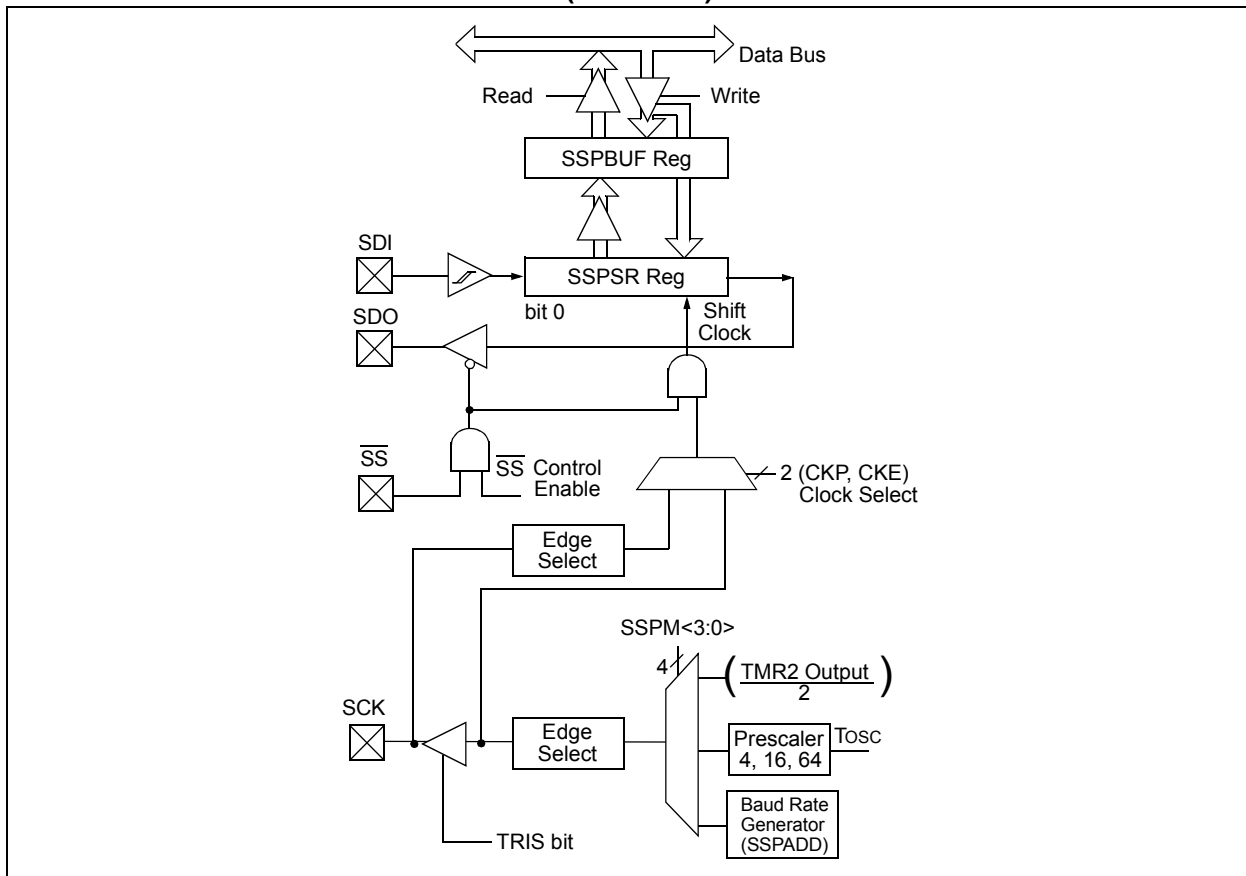 Data Bus
Read
Write
SSPBUF Reg
SDI
SSPSR Reg
bit 0
Shift
Clock
SDO
SS
SS Control
Enable
2 (CKP, CKE)
Clock Select
Edge
Select
SSPM<3:0>
4
(TMR2 Output
2)
SCK
Edge
Select
Prescaler
4, 16, 64
TOSC
Baud Rate
Generator
(SSPADD)
TRIS bit